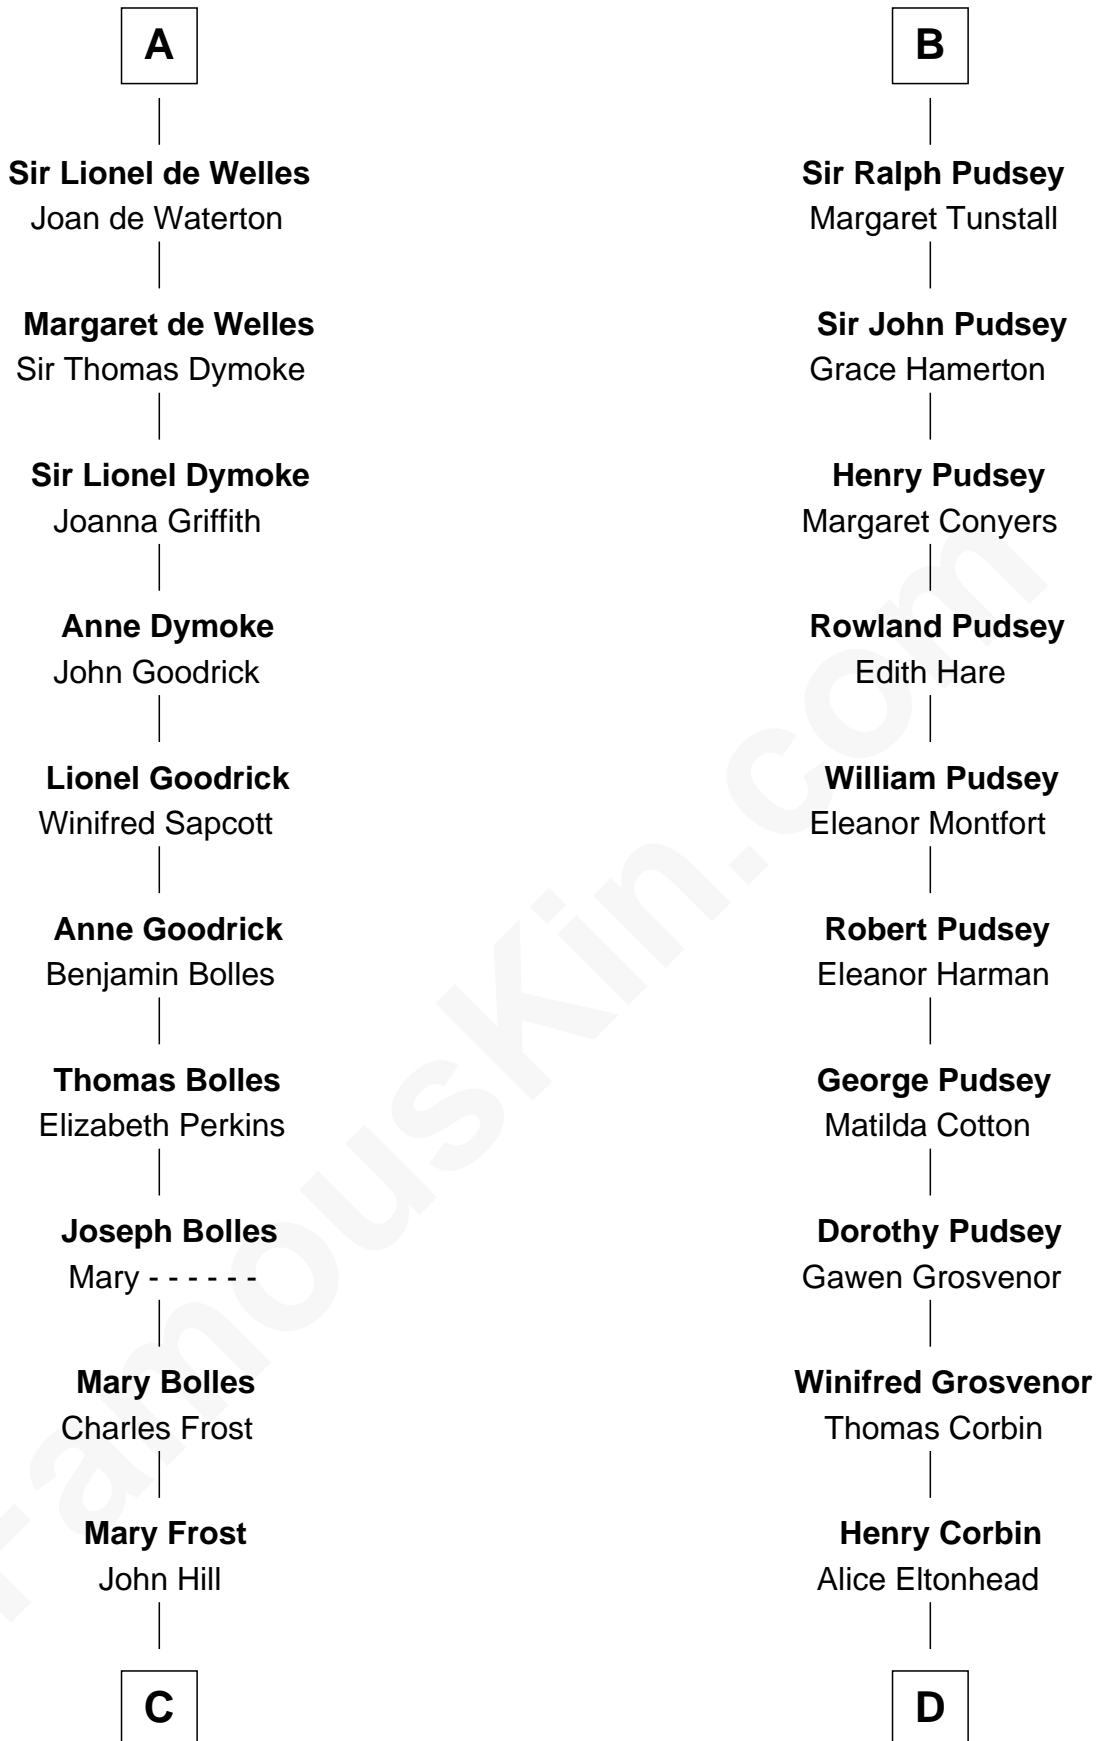 A
Sir Lionel de Welles
Joan de Waterton
Margaret de Welles
Sir Thomas Dymoke
Sir Lionel Dymoke
Joanna Griffith
Anne Dymoke
John Goodrick
Lionel Goodrick
Winifred Sapcott
Anne Goodrick
Benjamin Bolles
Thomas Bolles
Elizabeth Perkins
Joseph Bolles
Mary - - - - - -
Mary Bolles
Charles Frost
Mary Frost
John Hill
C
B
Sir Ralph Pudsey
Margaret Tunstall
Sir John Pudsey
Grace Hamerton
Henry Pudsey
Margaret Conyers
Rowland Pudsey
Edith Hare
William Pudsey
Eleanor Montfort
Robert Pudsey
Eleanor Harman
George Pudsey
Matilda Cotton
Dorothy Pudsey
Gawen Grosvenor
Winifred Grosvenor
Thomas Corbin
Henry Corbin
Alice Eltonhead
D
FamousKin.com